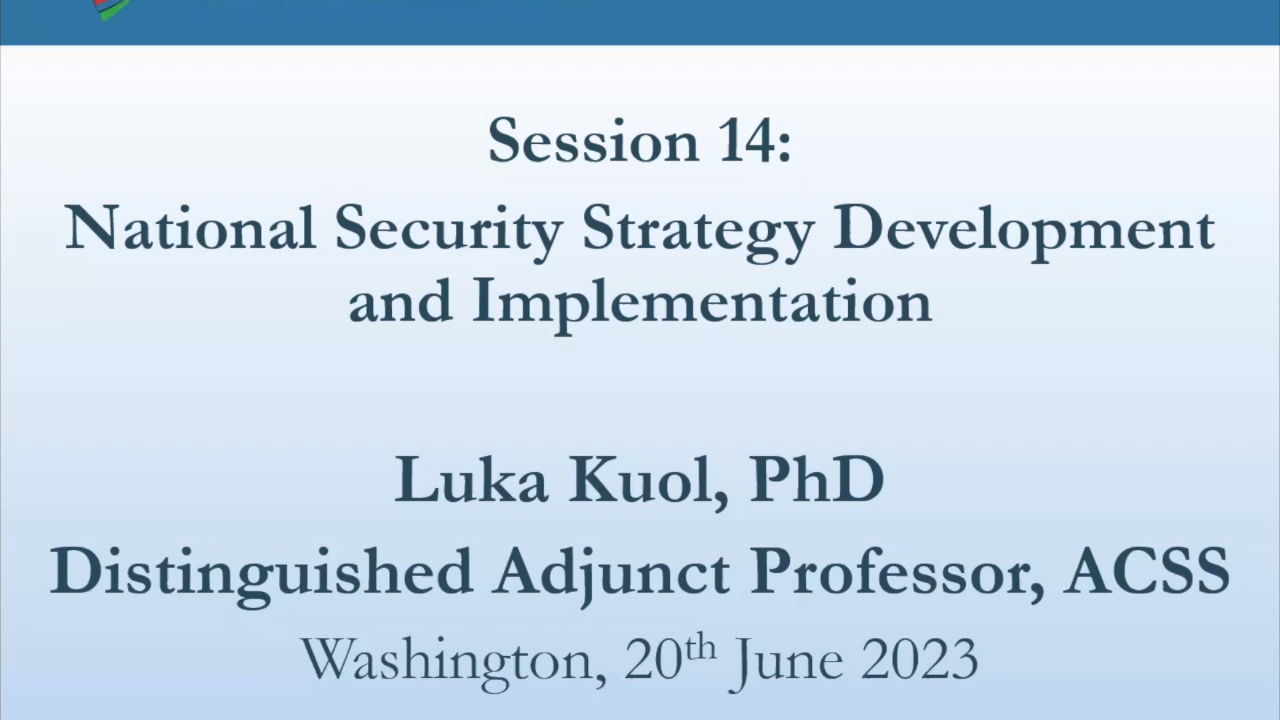 Session 14:
National Security Strategy Development
and Implementation
Luka Kuol, PhD
Distinguished Adjunct Professor, ACSS
Washington, 20th June 2023